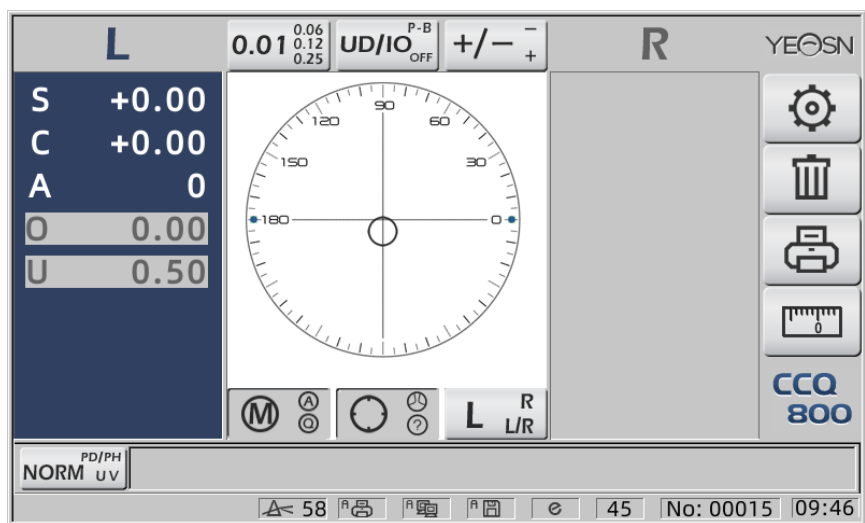 L
0.01 0.06 0.12 0.25
UD/IO P-B OFF
+/− − +
R
YEOSN
S +0.00
C +0.00
A 0
O 0.00
U 0.50
90
120 60
150 30
180 0
0
M A Q
?
L R L/R
CCQ
800
NORM PD/PH UV
A< 58 A A A e 45 No: 00015 09:46